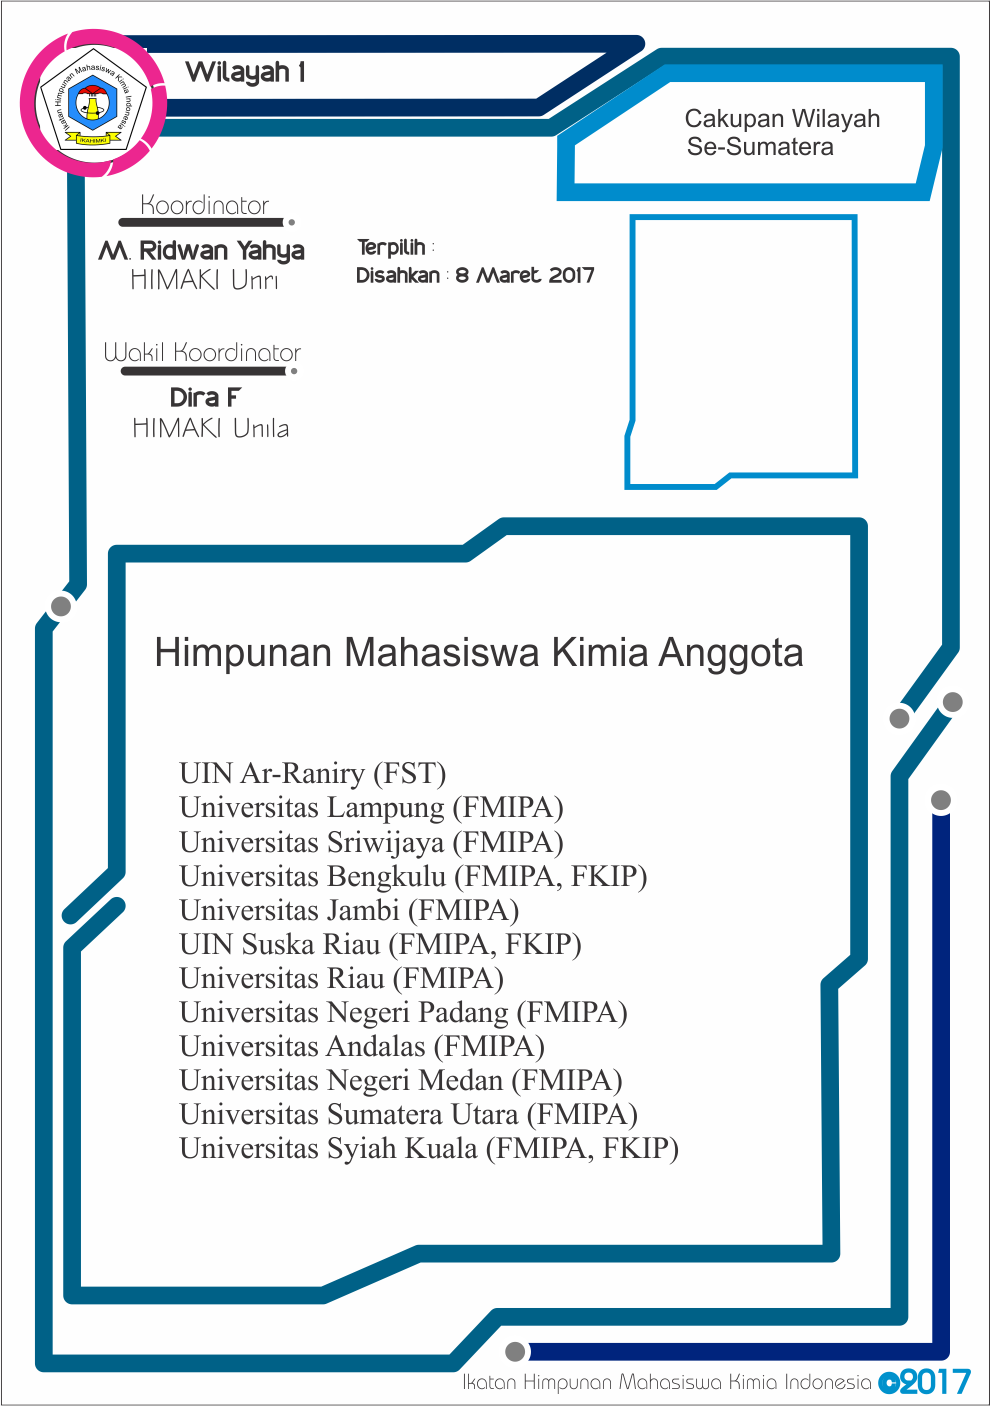 Ikatan Himpunan Mahasiswa Kimia Indonesia
IKAHIMKI
Wilayah 1
Cakupan Wilayah
Se-Sumatera
Koordinator
M. Ridwan Yahya
HIMAKI Unri
Terpilih :
Disahkan : 8 Maret 2017
Wakil Koordinator
Dira F
HIMAKI Unila
Himpunan Mahasiswa Kimia Anggota
UIN Ar-Raniry (FST)
Universitas Lampung (FMIPA)
Universitas Sriwijaya (FMIPA)
Universitas Bengkulu (FMIPA, FKIP)
Universitas Jambi (FMIPA)
UIN Suska Riau (FMIPA, FKIP)
Universitas Riau (FMIPA)
Universitas Negeri Padang (FMIPA)
Universitas Andalas (FMIPA)
Universitas Negeri Medan (FMIPA)
Universitas Sumatera Utara (FMIPA)
Universitas Syiah Kuala (FMIPA, FKIP)
Ikatan Himpunan Mahasiswa Kimia Indonesia ©2017